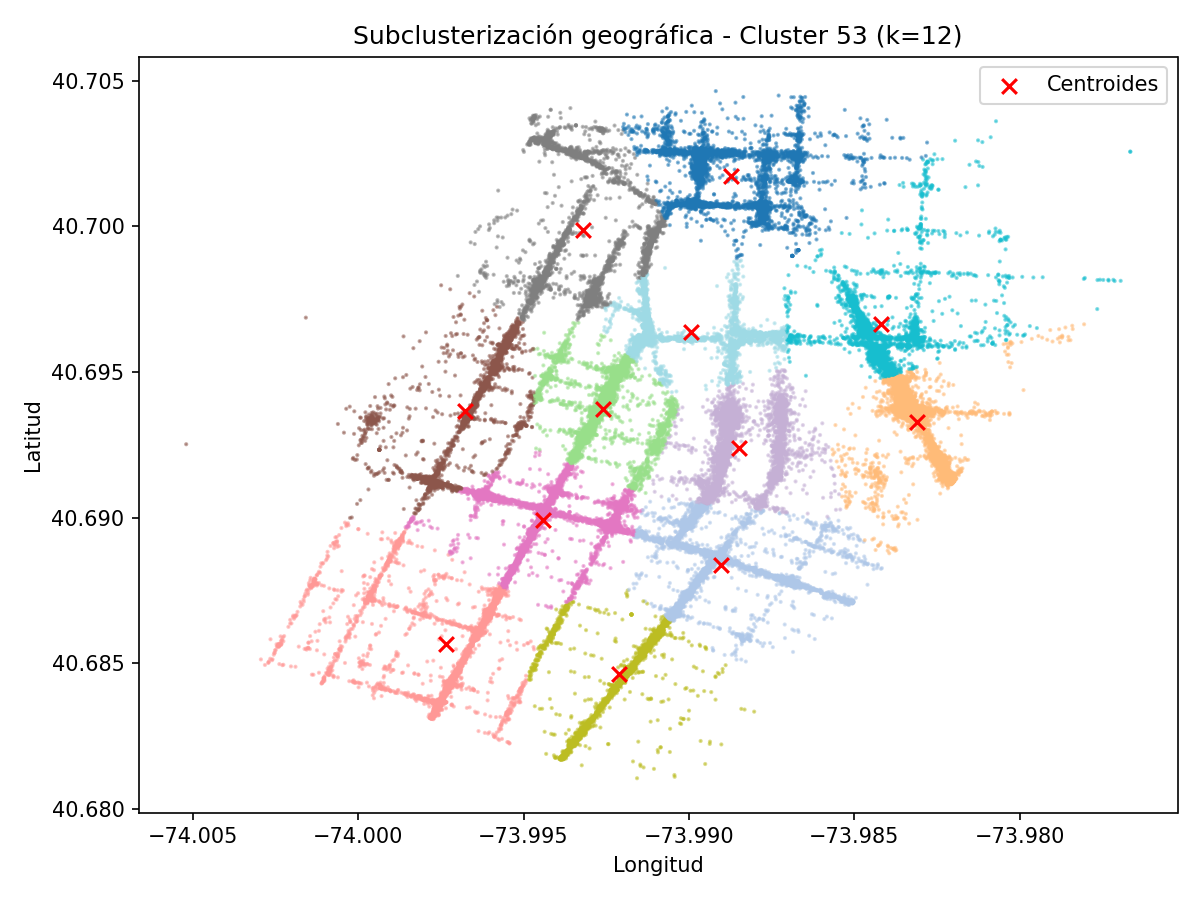 Subclusterización geográfica - Cluster 53 (k=12)
Centroides
40.705
40.700
40.695
40.690
40.685
40.680
Latitud
−74.005 −74.000 −73.995 −73.990 −73.985 −73.980
Longitud